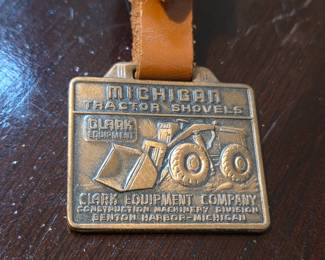 MICHIGAN
TRACTOR SHOVELS
CLARK
EQUIPMENT
CLARK EQUIPMENT COMPANY
CONSTRUCTION MACHINERY DIVISION
BENTON HARBOR-MICHIGAN